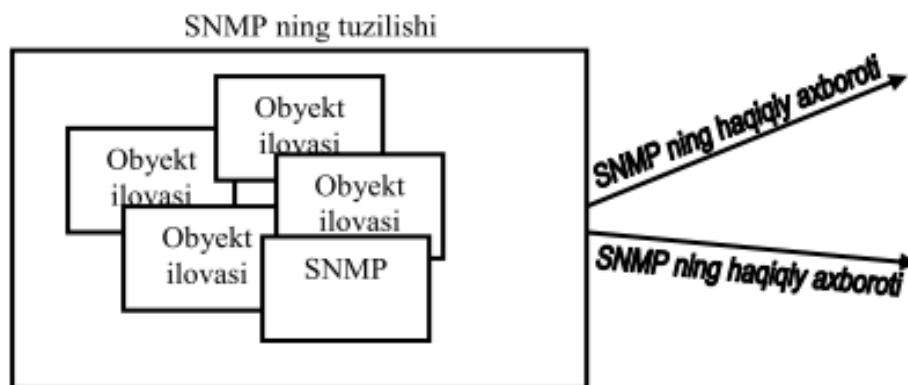 SNMP ning tuzilishi
Obyekt
ilovasi
Obyekt
ilovasi
Obyekt
ilovasi
Obyekt
ilovasi
SNMP
SNMP ning haqiqiy axboroti
SNMP ning haqiqiy axboroti